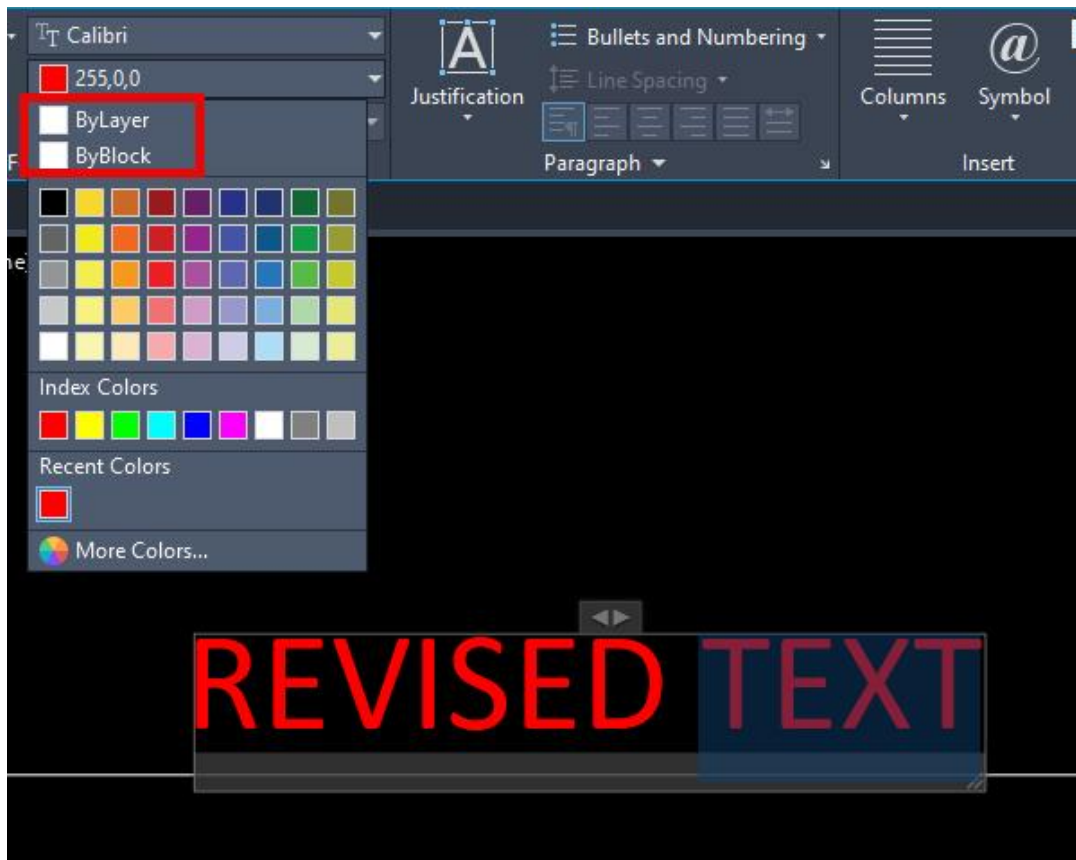 Calibri
255,0,0
ByLayer
ByBlock
Index Colors
Recent Colors
More Colors...
Justification
Bullets and Numbering
Line Spacing
Paragraph
Columns
Symbol
Insert
REVISED TEXT